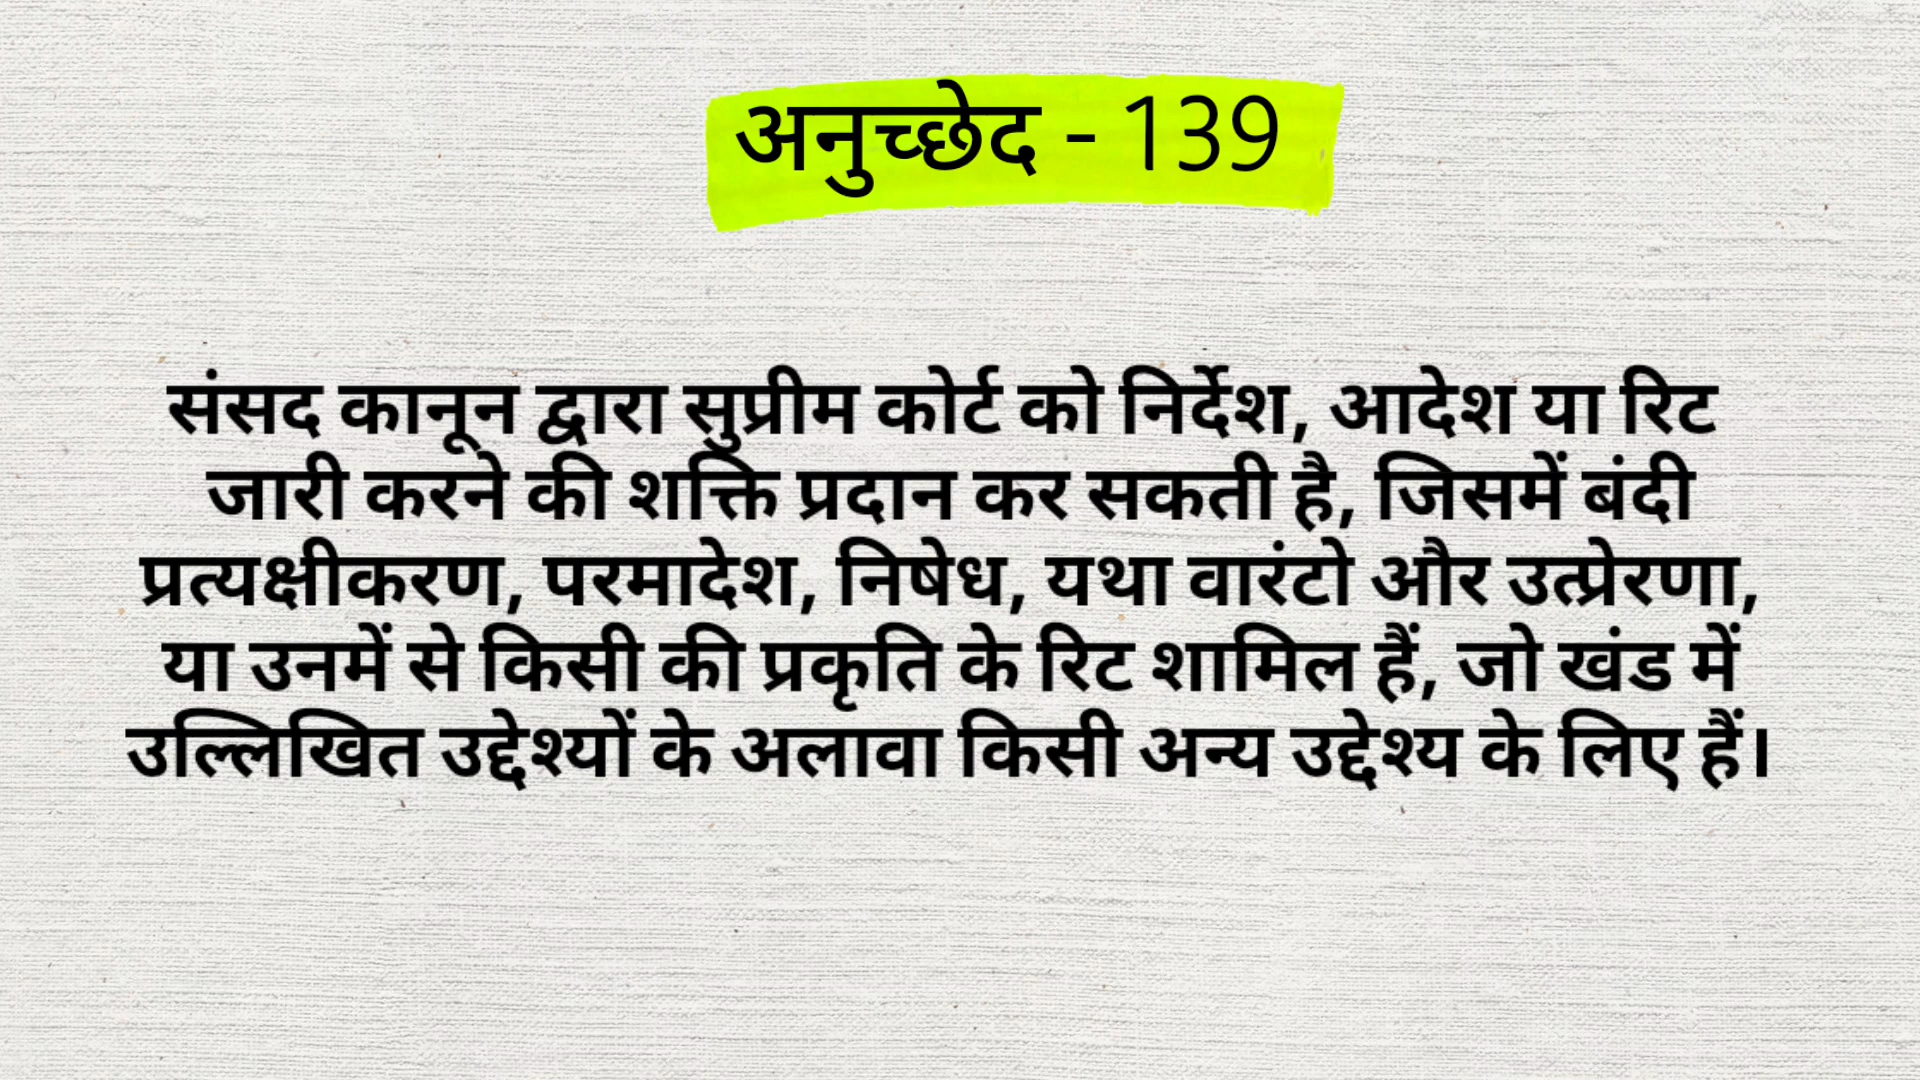 अनुच्छेद - 139
संसद कानून द्वारा सुप्रीम कोर्ट को निर्देश, आदेश या रिट
जारी करने की शक्ति प्रदान कर सकती है, जिसमें बंदी
प्रत्यक्षीकरण, परमादेश, निषेध, यथा वारंटो और उत्प्रेरणा,
या उनमें से किसी की प्रकृति के रिट शामिल हैं, जो खंड में
उल्लिखित उद्देश्यों के अलावा किसी अन्य उद्देश्य के लिए हैं।